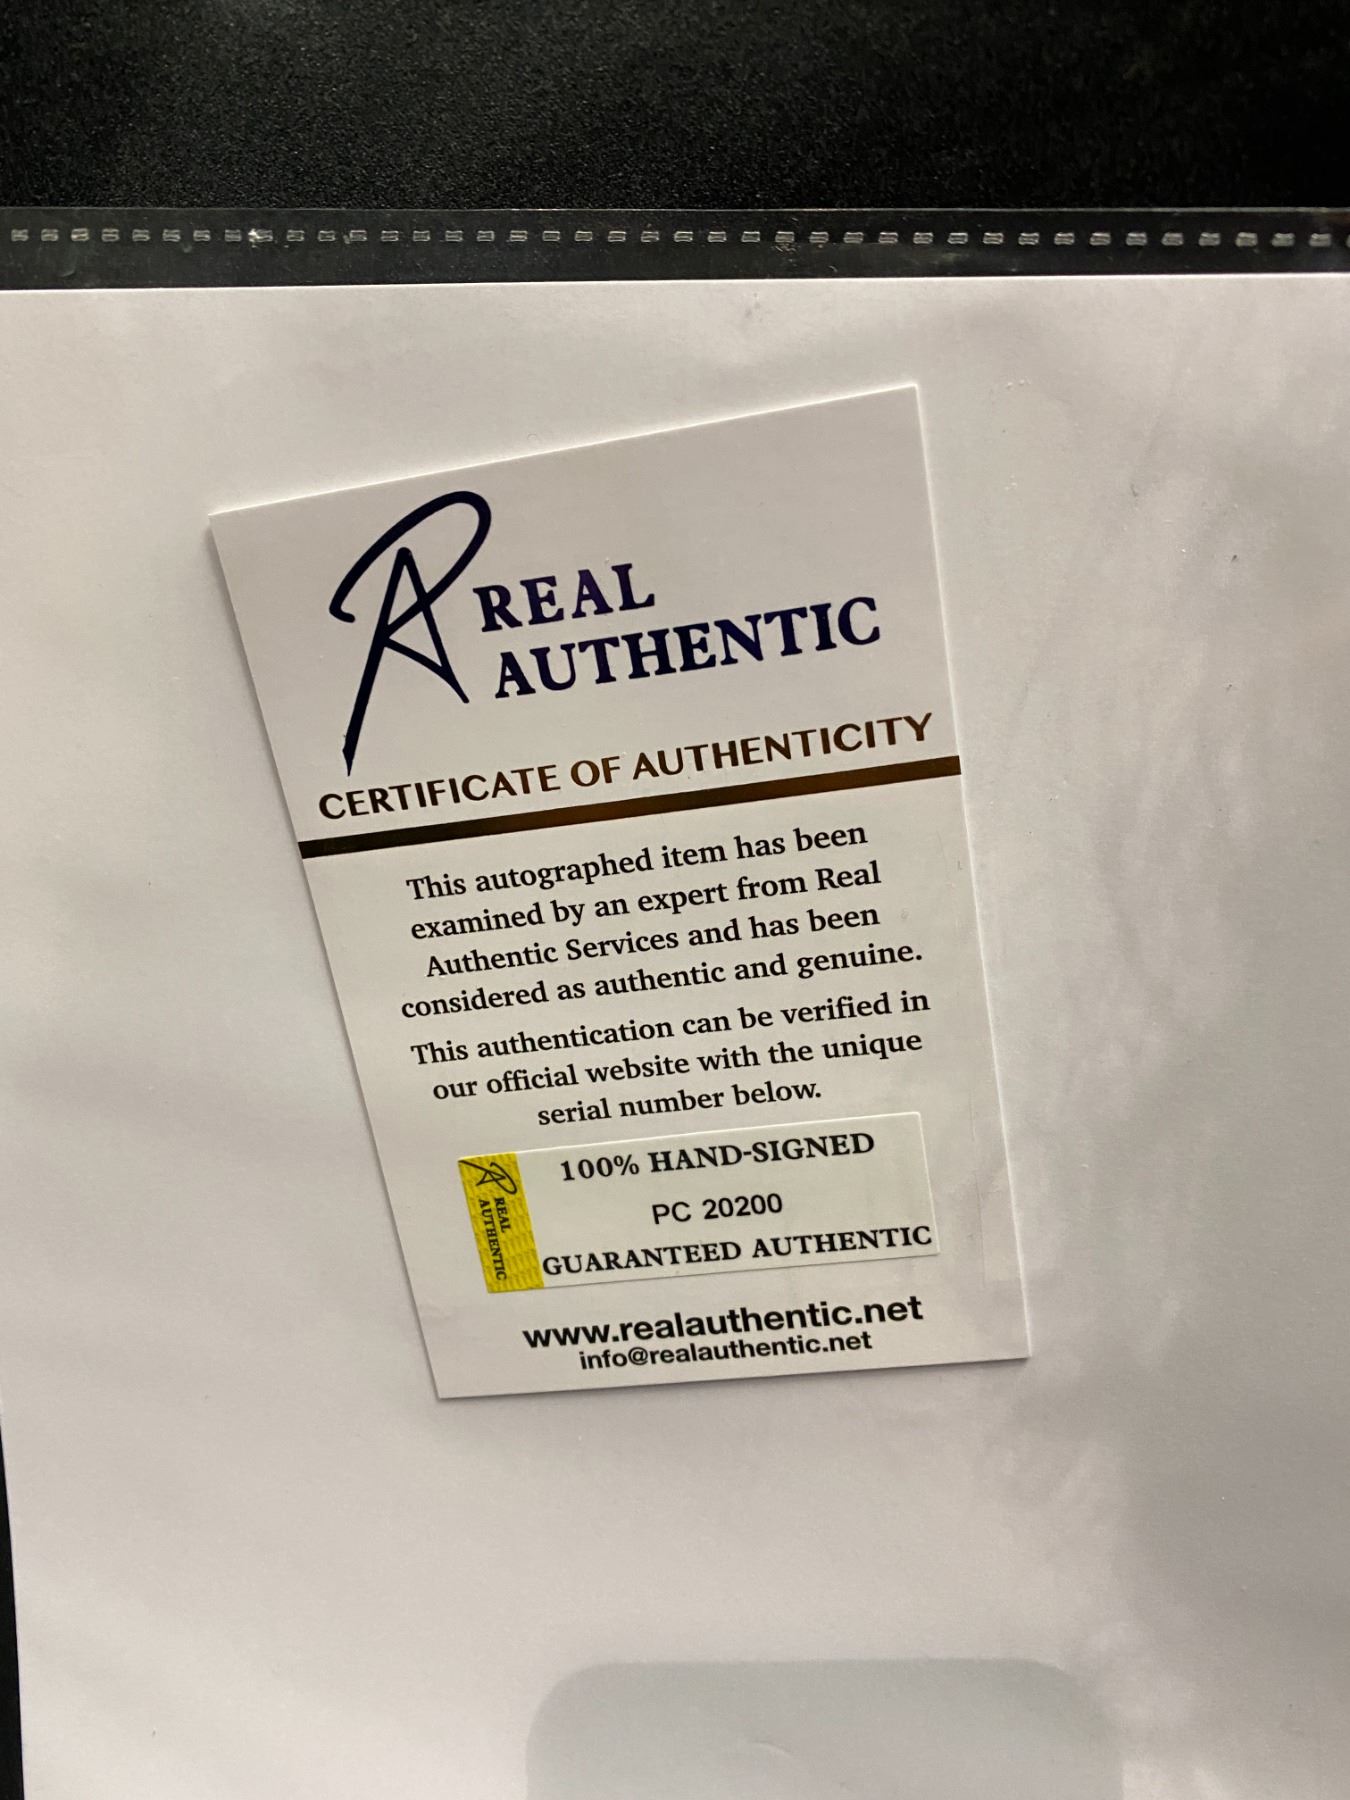 REAL
AUTHENTIC
CERTIFICATE OF AUTHENTICITY
This autographed item has been
examined by an expert from Real
Authentic Services and has been
considered as authentic and genuine.
This authentication can be verified in
our official website with the unique
serial number below.
100% HAND-SIGNED
PC 20200
GUARANTEED AUTHENTIC
REAL
AUTHENTIC
www.realauthentic.net
info@realauthentic.net